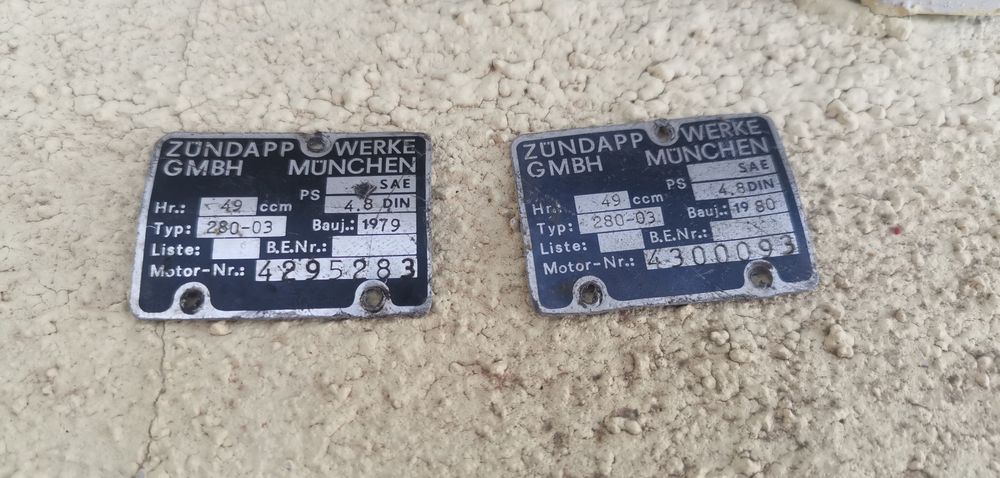 ZÜNDAPP WERKE
GMBH MÜNCHEN
PS SAE
Hr.: 49 ccm 4,8 DIN
Typ: 280-03 Bauj.: 1979
Liste: B.E.Nr.:
Motor-Nr.: 4295283
ZÜNDAPP WERKE
GMBH MÜNCHEN
PS SAE
Hr.: 49 ccm 4,8 DIN
Typ: 280-03 Bauj.: 1980
Liste: B.E.Nr.:
Motor-Nr.: 4300093